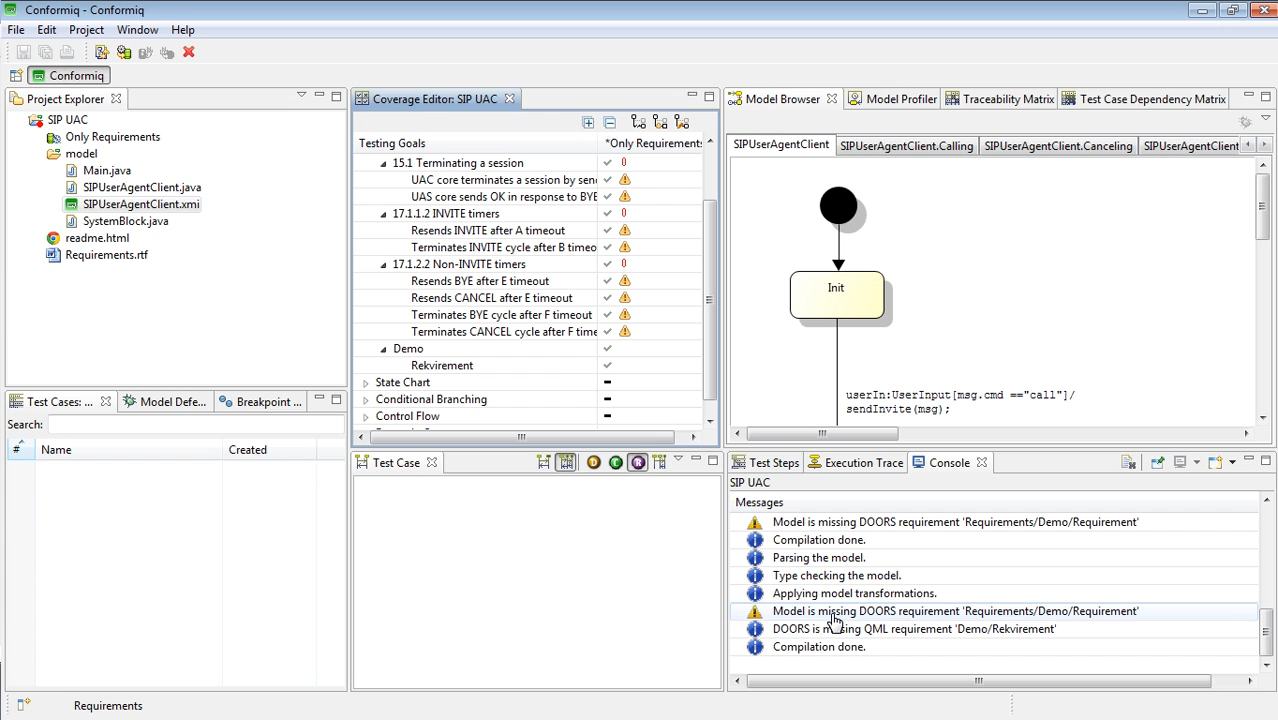 Conformiq - Conformiq
File Edit Project Window Help
Conformiq
Project Explorer
SIP UAC
Only Requirements
model
Main.java
SIPUserAgentClient.java
SIPUserAgentClient.xmi
SystemBlock.java
readme.html
Requirements.rtf
Test Cases: ... Model Defe... Breakpoint ...
Search:
# Name Created
Coverage Editor: SIP UAC
Testing Goals *Only Requirements
15.1 Terminating a session
UAC core terminates a session by sen
UAS core sends OK in response to BYE
17.1.1.2 INVITE timers
Resends INVITE after A timeout
Terminates INVITE cycle after B timeo
17.1.2.2 Non-INVITE timers
Resends BYE after E timeout
Resends CANCEL after E timeout
Terminates BYE cycle after F timeout
Terminates CANCEL cycle after F time
Demo
Rekvirement
State Chart
Conditional Branching
Control Flow
Test Case
D C R
Model Browser Model Profiler Traceability Matrix Test Case Dependency Matrix
SIPUserAgentClient SIPUserAgentClient.Calling SIPUserAgentClient.Canceling SIPUserAgentClient
Init
userIn:UserInput[msg.cmd =="call"]/
sendInvite(msg);
Test Steps Execution Trace Console
SIP UAC
Messages
Model is missing DOORS requirement 'Requirements/Demo/Requirement'
Compilation done.
Parsing the model.
Type checking the model.
Applying model transformations.
Model is missing DOORS requirement 'Requirements/Demo/Requirement'
DOORS is missing QML requirement 'Demo/Rekvirement'
Compilation done.
Requirements